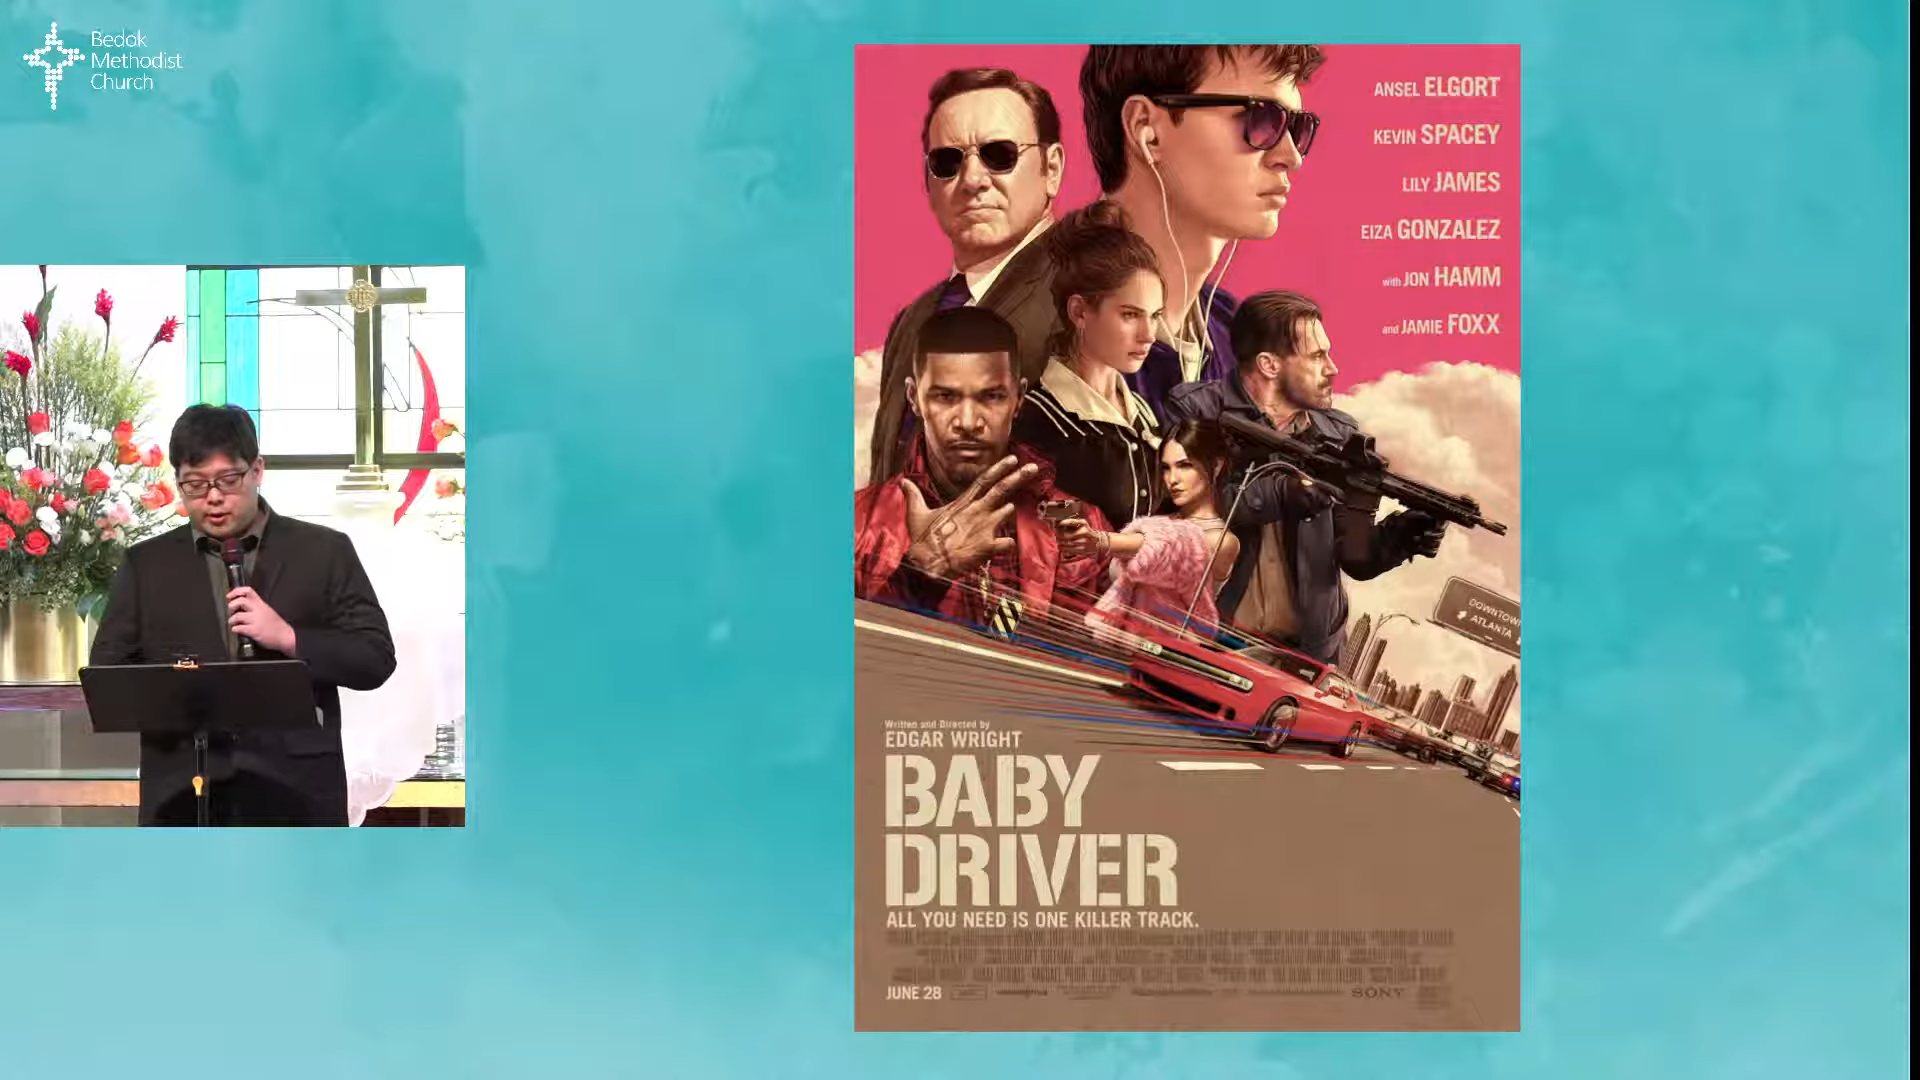 Bedok
Methodist
Church
ANSEL ELGORT
KEVIN SPACEY
LILY JAMES
EIZA GONZALEZ
with JON HAMM
and JAMIE FOXX
DOWNTOWN
ATLANTA
Written and Directed by
EDGAR WRIGHT
BABY
DRIVER
ALL YOU NEED IS ONE KILLER TRACK.
JUNE 28
SONY